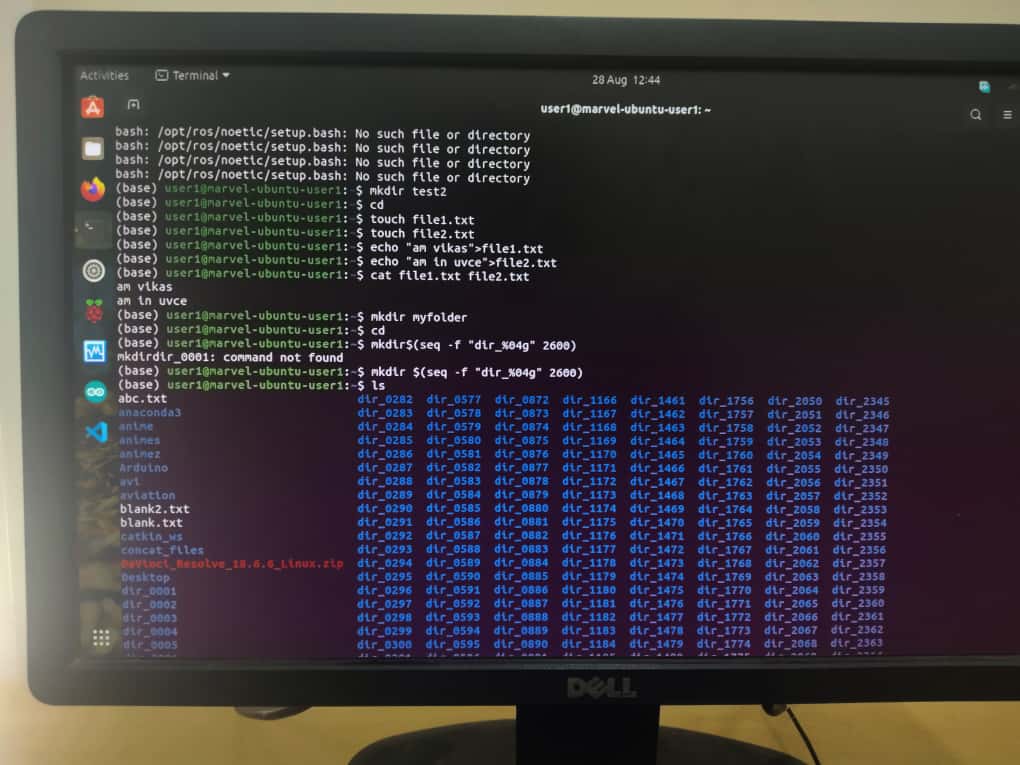 Activities Terminal 28 Aug 12:44
user1@marvel-ubuntu-user1: ~
bash: /opt/ros/noetic/setup.bash: No such file or directory
bash: /opt/ros/noetic/setup.bash: No such file or directory
bash: /opt/ros/noetic/setup.bash: No such file or directory
bash: /opt/ros/noetic/setup.bash: No such file or directory
(base) user1@marvel-ubuntu-user1:~$ mkdir test2
(base) user1@marvel-ubuntu-user1:~$ cd
(base) user1@marvel-ubuntu-user1:~$ touch file1.txt
(base) user1@marvel-ubuntu-user1:~$ touch file2.txt
(base) user1@marvel-ubuntu-user1:~$ echo "am vikas">file1.txt
(base) user1@marvel-ubuntu-user1:~$ echo "am in uvce">file2.txt
(base) user1@marvel-ubuntu-user1:~$ cat file1.txt file2.txt
am vikas
am in uvce
(base) user1@marvel-ubuntu-user1:~$ mkdir myfolder
(base) user1@marvel-ubuntu-user1:~$ cd
(base) user1@marvel-ubuntu-user1:~$ mkdir$(seq -f "dir_%04g" 2600)
mkdirdir_0001: command not found
(base) user1@marvel-ubuntu-user1:~$ mkdir $(seq -f "dir_%04g" 2600)
(base) user1@marvel-ubuntu-user1:~$ ls
abc.txt dir_0282 dir_0577 dir_0872 dir_1166 dir_1461 dir_1756 dir_2050 dir_2345
anaconda3 dir_0283 dir_0578 dir_0873 dir_1167 dir_1462 dir_1757 dir_2051 dir_2346
anime dir_0284 dir_0579 dir_0874 dir_1168 dir_1463 dir_1758 dir_2052 dir_2347
animes dir_0285 dir_0580 dir_0875 dir_1169 dir_1464 dir_1759 dir_2053 dir_2348
animez dir_0286 dir_0581 dir_0876 dir_1170 dir_1465 dir_1760 dir_2054 dir_2349
Arduino dir_0287 dir_0582 dir_0877 dir_1171 dir_1466 dir_1761 dir_2055 dir_2350
avi dir_0288 dir_0583 dir_0878 dir_1172 dir_1467 dir_1762 dir_2056 dir_2351
aviation dir_0289 dir_0584 dir_0879 dir_1173 dir_1468 dir_1763 dir_2057 dir_2352
blank2.txt dir_0290 dir_0585 dir_0880 dir_1174 dir_1469 dir_1764 dir_2058 dir_2353
blank.txt dir_0291 dir_0586 dir_0881 dir_1175 dir_1470 dir_1765 dir_2059 dir_2354
catkin_ws dir_0292 dir_0587 dir_0882 dir_1176 dir_1471 dir_1766 dir_2060 dir_2355
concat_files dir_0293 dir_0588 dir_0883 dir_1177 dir_1472 dir_1767 dir_2061 dir_2356
DaVinci_Resolve_18.6.6_Linux.zip dir_0294 dir_0589 dir_0884 dir_1178 dir_1473 dir_1768 dir_2062 dir_2357
Desktop dir_0295 dir_0590 dir_0885 dir_1179 dir_1474 dir_1769 dir_2063 dir_2358
dir_0001 dir_0296 dir_0591 dir_0886 dir_1180 dir_1475 dir_1770 dir_2064 dir_2359
dir_0002 dir_0297 dir_0592 dir_0887 dir_1181 dir_1476 dir_1771 dir_2065 dir_2360
dir_0003 dir_0298 dir_0593 dir_0888 dir_1182 dir_1477 dir_1772 dir_2066 dir_2361
dir_0004 dir_0299 dir_0594 dir_0889 dir_1183 dir_1478 dir_1773 dir_2067 dir_2362
dir_0005 dir_0300 dir_0595 dir_0890 dir_1184 dir_1479 dir_1774 dir_2068 dir_2363
DELL